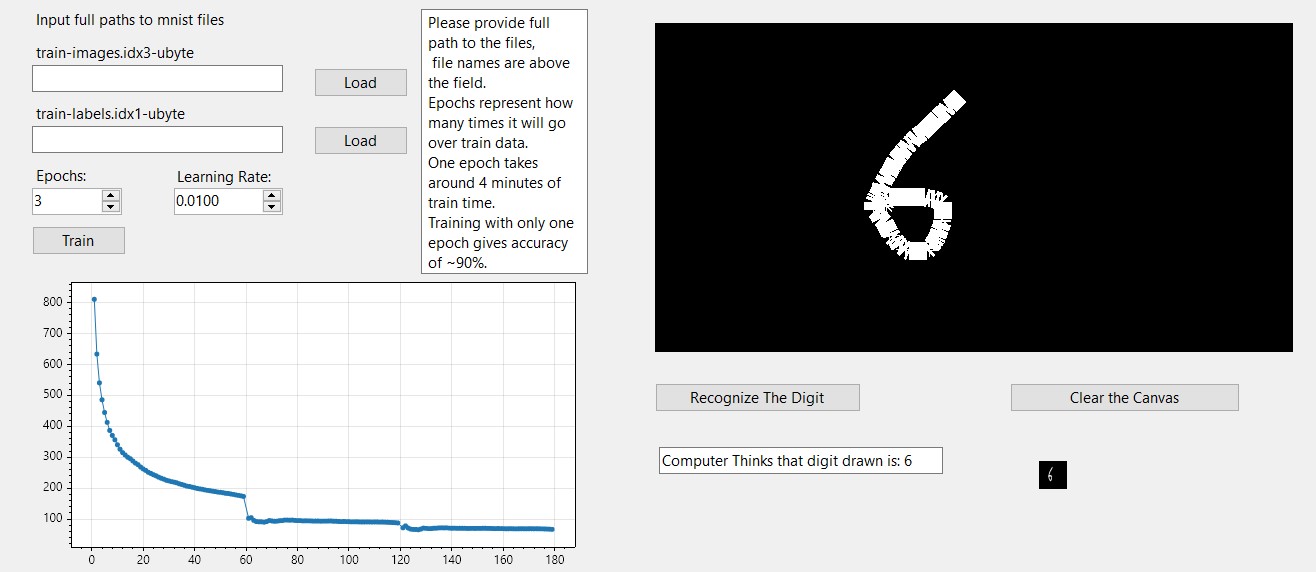 Input full paths to mnist files
train-images.idx3-ubyte
Load
train-labels.idx1-ubyte
Load
Epochs:
Learning Rate:
3
0.0100
Train
Please provide full
path to the files,
file names are above
the field.
Epochs represent how
many times it will go
over train data.
One epoch takes
around 4 minutes of
train time.
Training with only one
epoch gives accuracy
of ~90%.
800
700
600
500
400
300
200
100
0 20 40 60 80 100 120 140 160 180
6
Recognize The Digit
Clear the Canvas
Computer Thinks that digit drawn is: 6
6